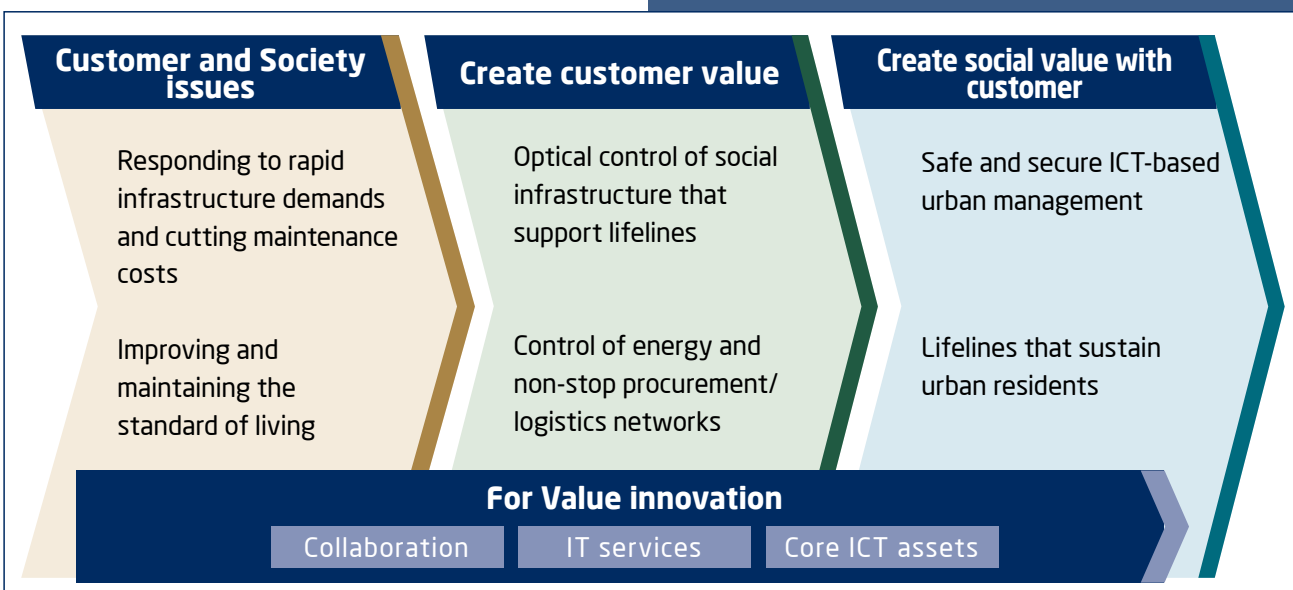 Customer and Society
issues
Responding to rapid
infrastructure demands
and cutting maintenance
costs
Improving and
maintaining the
standard of living
Create customer value
Optical control of social
infrastructure that
support lifelines
Control of energy and
non-stop procurement/
logistics networks
Create social value with
customer
Safe and secure ICT-based
urban management
Lifelines that sustain
urban residents
For Value innovation
Collaboration
IT services
Core ICT assets